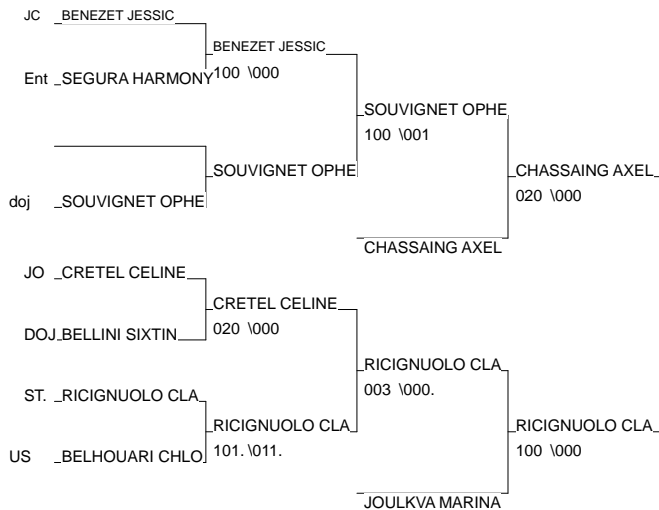 JC BENEZET JESSIC
BENEZET JESSIC
Ent SEGURA HARMONY 100 \000
SOUVIGNET OPHE
100 \001
SOUVIGNET OPHE
CHASSAING AXEL
020 \000
doj SOUVIGNET OPHE
CHASSAING AXEL
JO CRETEL CELINE
CRETEL CELINE
020 \000
DOJ BELLINI SIXTIN
RICIGNUOLO CLA
003 \000.
ST. RICIGNUOLO CLA
RICIGNUOLO CLA
101. \011.
RICIGNUOLO CLA
100 \000
US BELHOUARI CHLO
JOULKVA MARINA